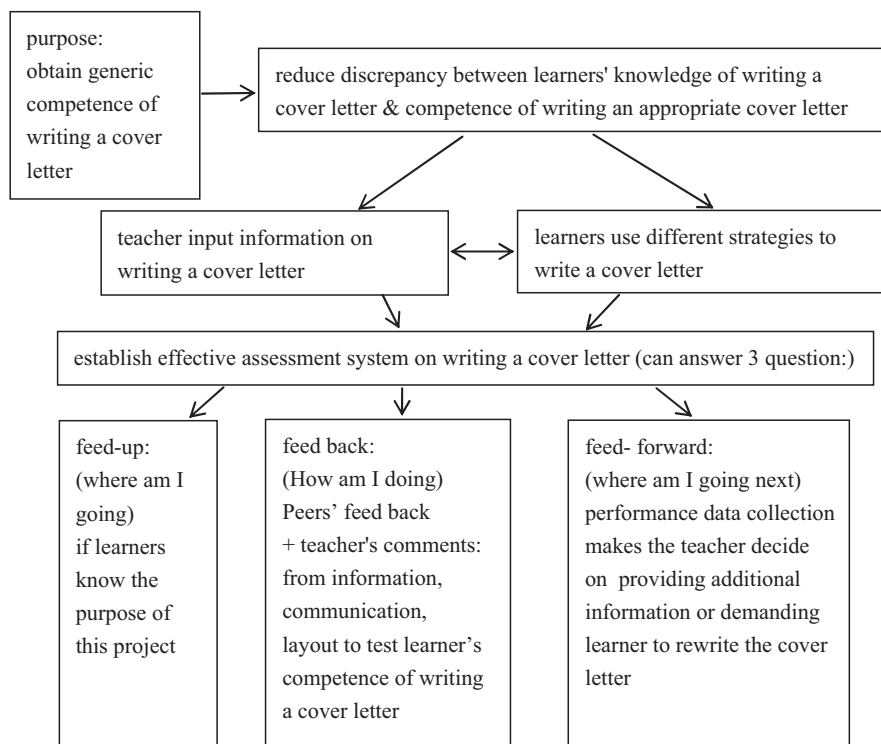 purpose:
obtain generic
competence of
writing a cover
letter
reduce discrepancy between learners' knowledge of writing a
cover letter & competence of writing an appropriate cover letter
teacher input information on
writing a cover letter
learners use different strategies to
write a cover letter
establish effective assessment system on writing a cover letter (can answer 3 question:)
feed-up:
(where am I
going)
if learners
know the
purpose of
this project
feed back:
(How am I doing)
Peers’ feed back
+ teacher's comments:
from information,
communication,
layout to test learner’s
competence of writing
a cover letter
feed- forward:
(where am I going next)
performance data collection
makes the teacher decide
on providing additional
information or demanding
learner to rewrite the cover
letter